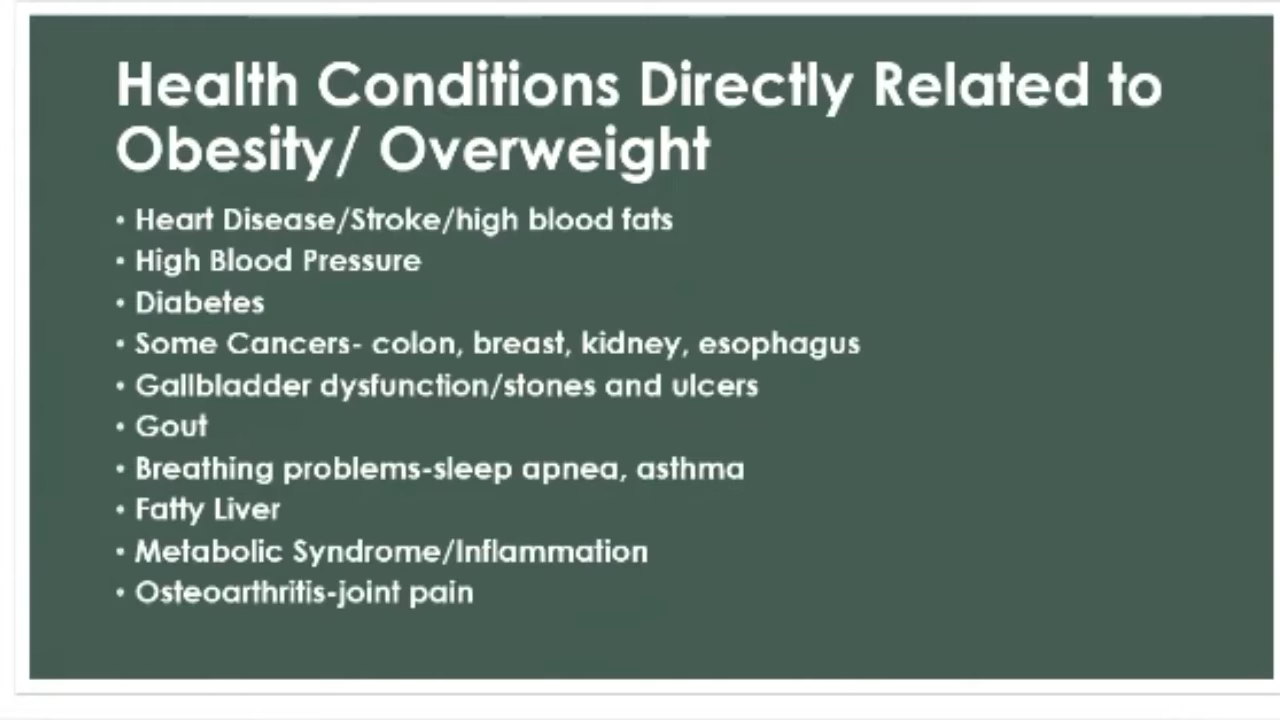 Health Conditions Directly Related to
Obesity/ Overweight
• Heart Disease/Stroke/high blood fats
• High Blood Pressure
• Diabetes
• Some Cancers- colon, breast, kidney, esophagus
• Gallbladder dysfunction/stones and ulcers
• Gout
• Breathing problems-sleep apnea, asthma
• Fatty Liver
• Metabolic Syndrome/Inflammation
• Osteoarthritis-joint pain